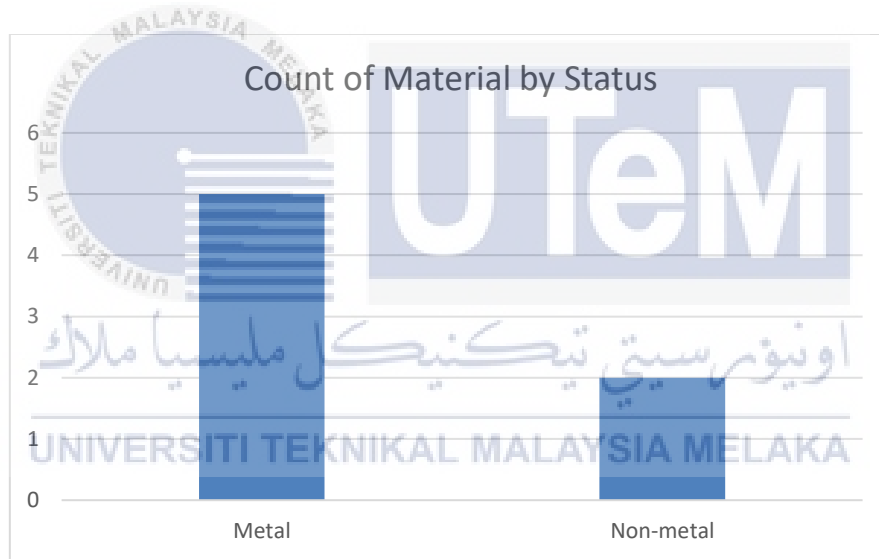 UNIVERSITI TEKNIKAL MALAYSIA MELAKA
Count of Material by Status
UTeM
6
5
4
3
اونيۏرسيتي تيكنيكل مليسيا ملاك
2
1
UNIVERSITI TEKNIKAL MALAYSIA MELAKA
0
Metal
Non-metal